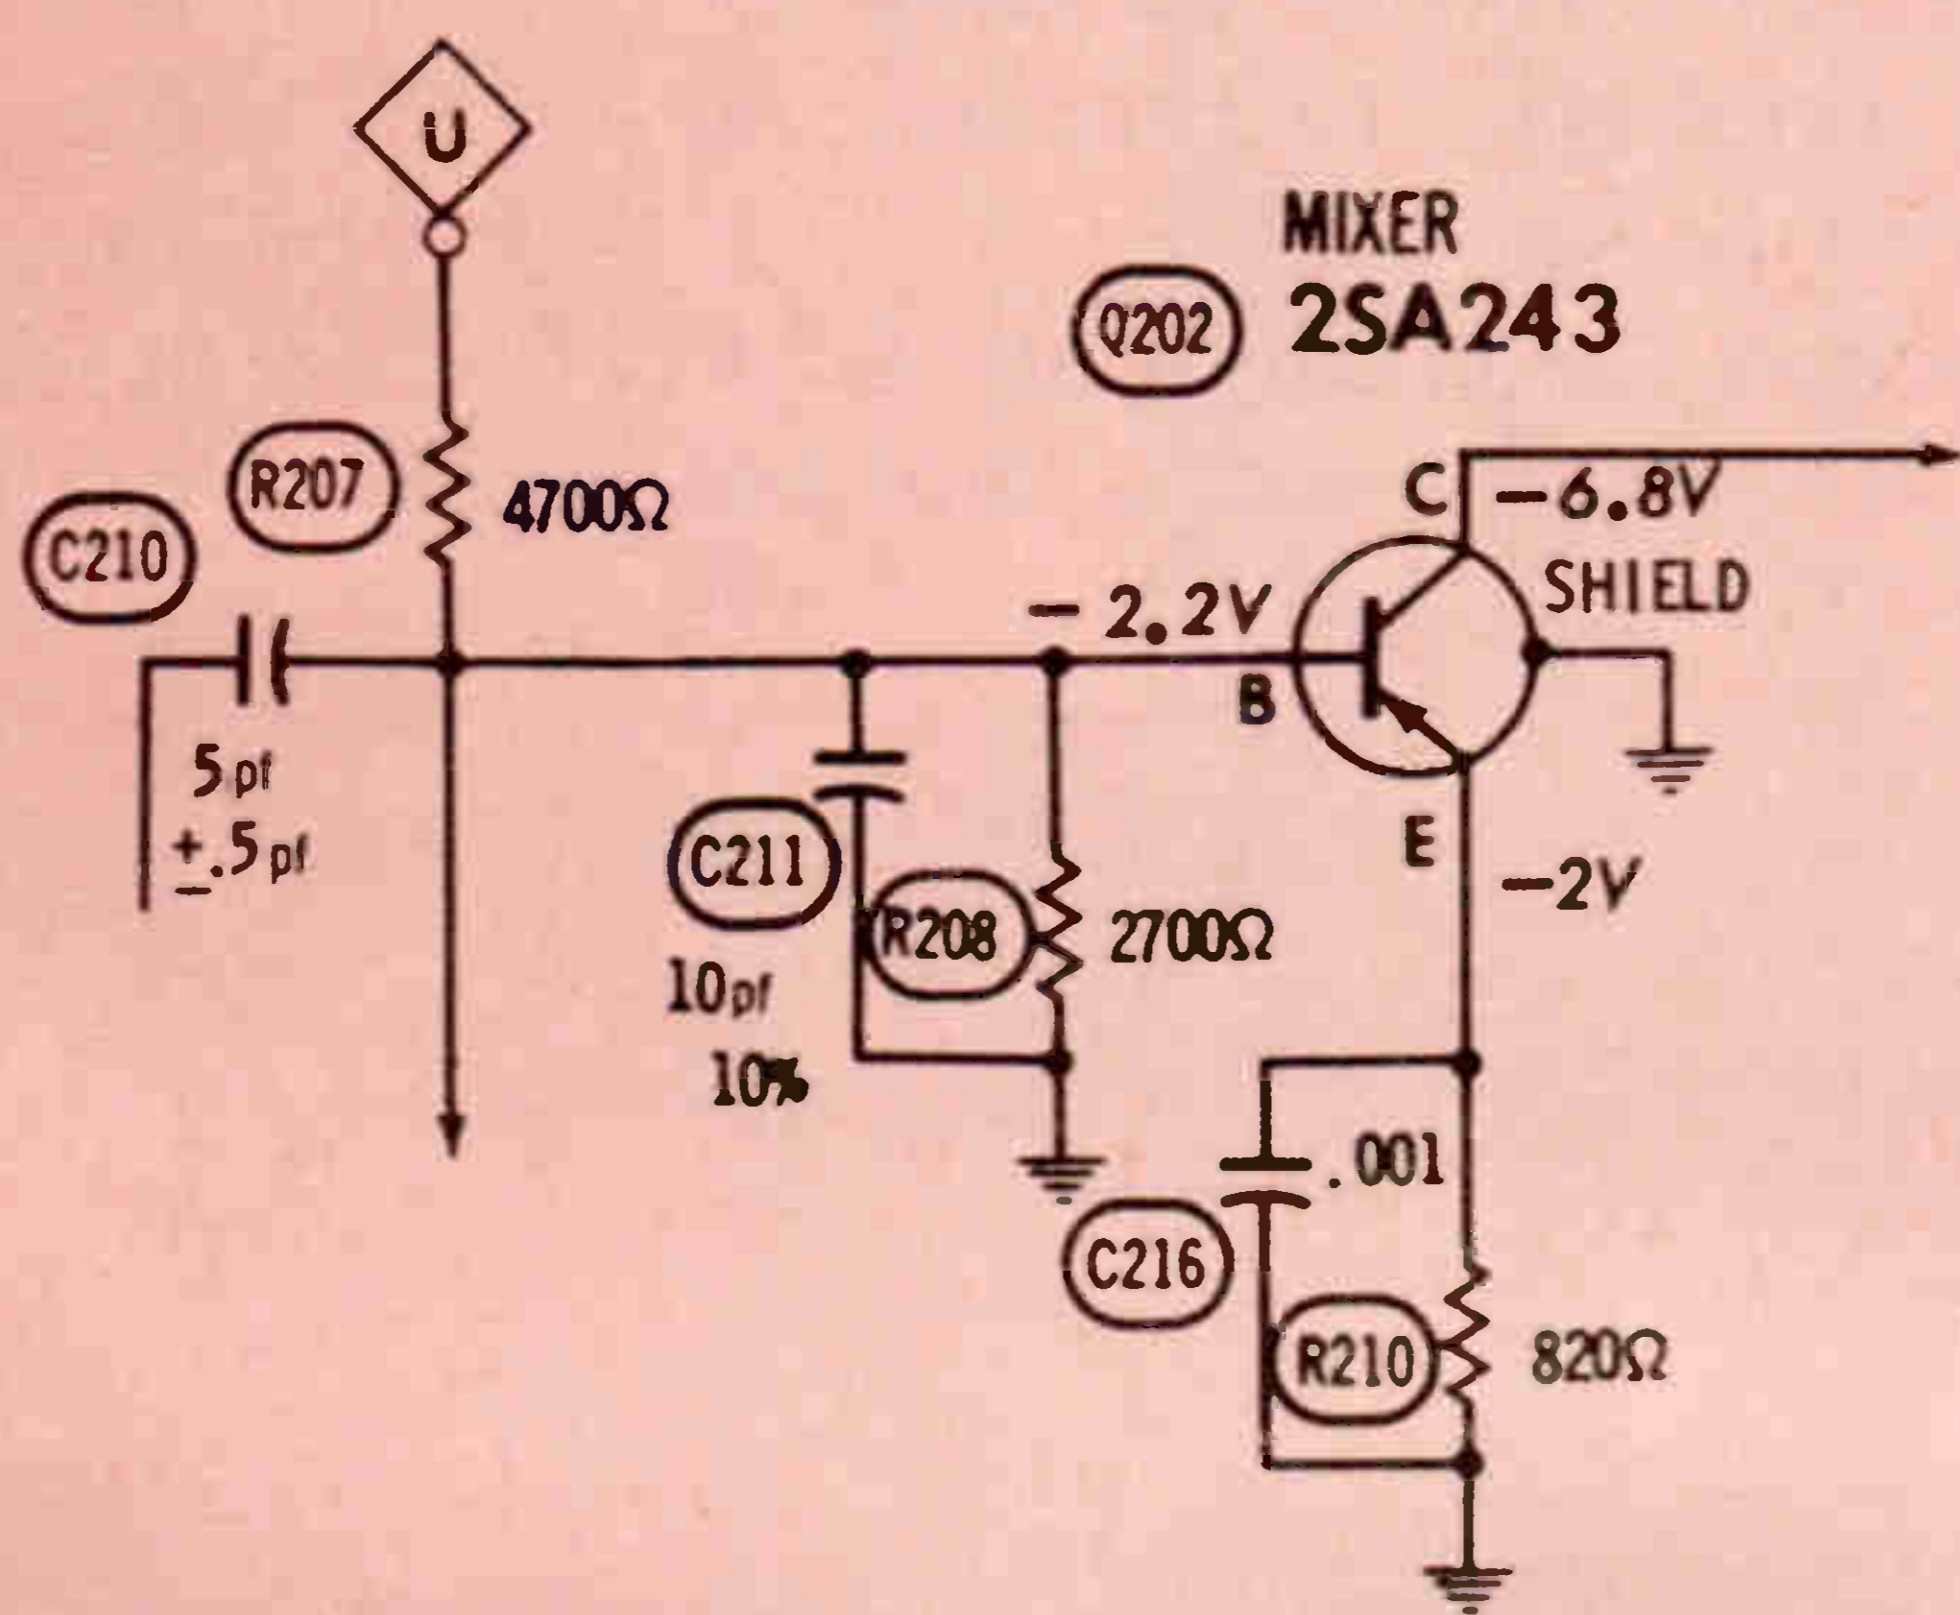 U
MIXER
Q202
2SA243
R207
4700Ω
C210
C
-6.8V
SHIELD
- 2.2V
B
5pf
±.5pf
C211
E
-2V
R208
2700Ω
10pf
10%
.001
C216
R210
820Ω